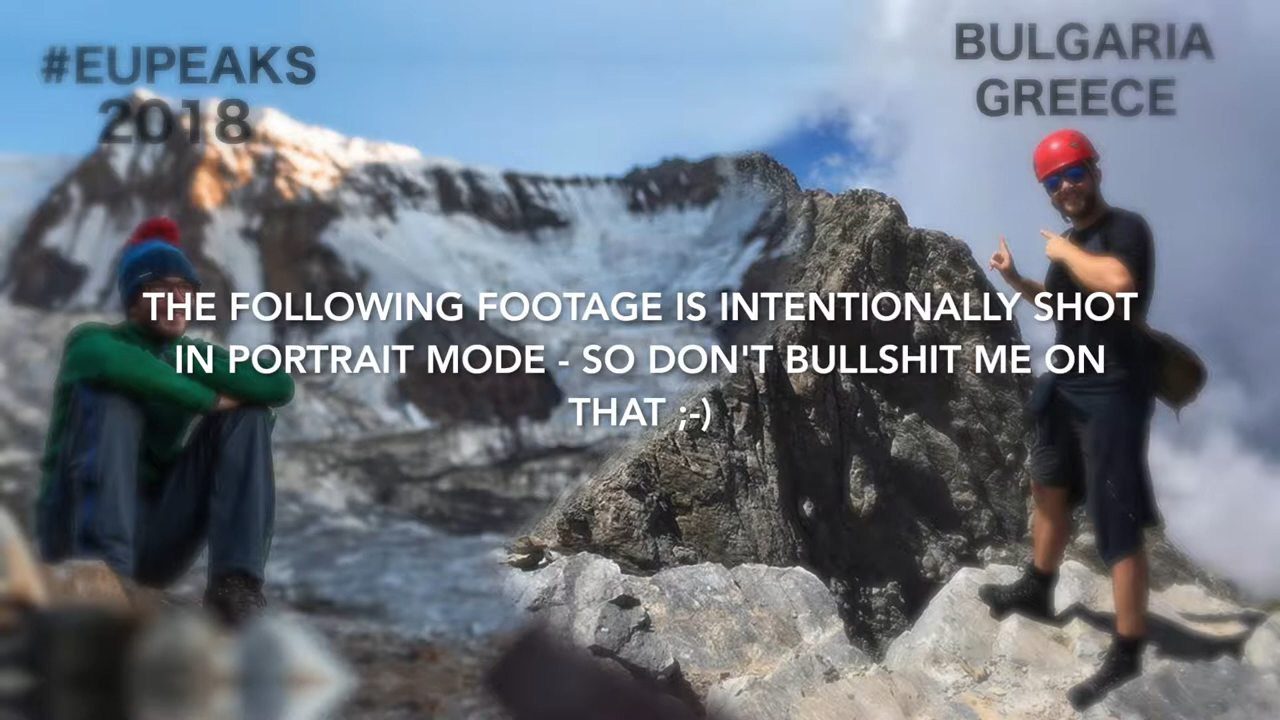 #EUPEAKS
2018
BULGARIA
GREECE
THE FOLLOWING FOOTAGE IS INTENTIONALLY SHOT
IN PORTRAIT MODE - SO DON'T BULLSHIT ME ON
THAT ;-)